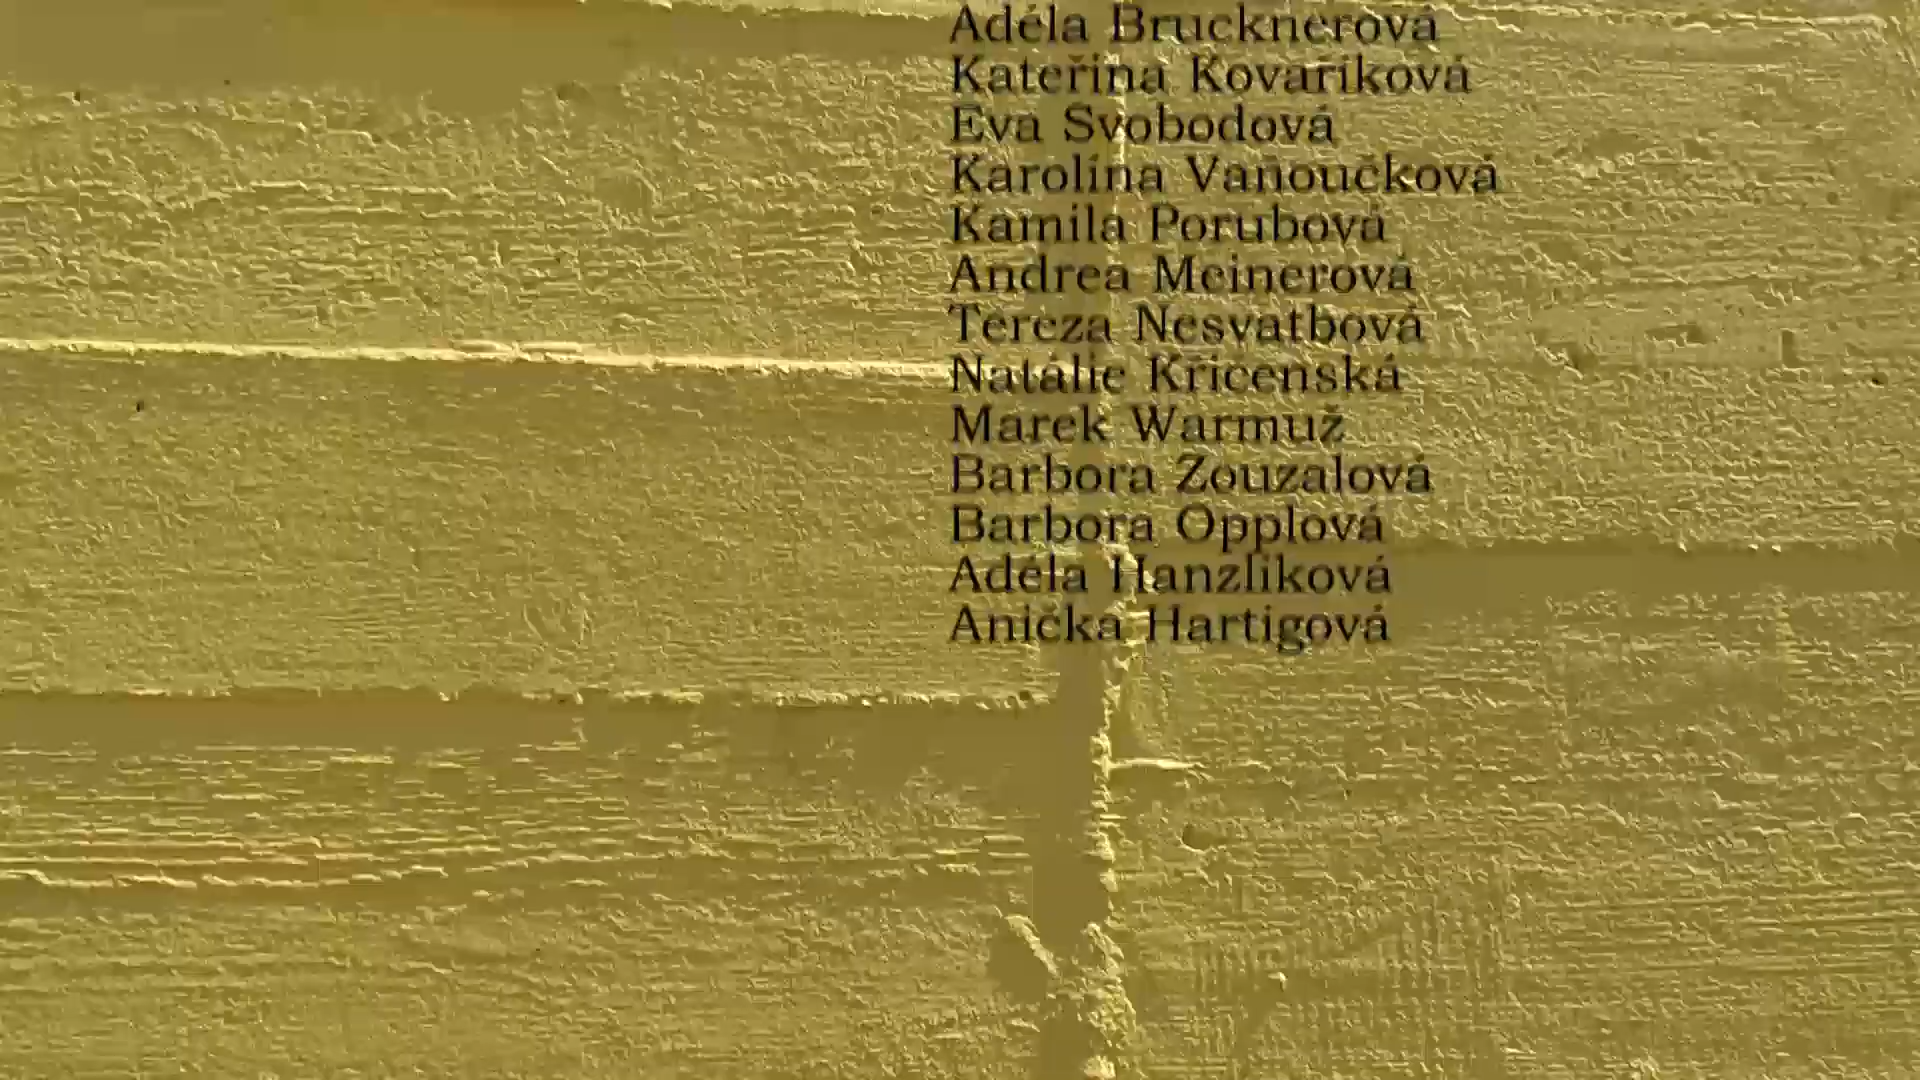 Adéla Brucknerová
Kateřina Kovaříková
Eva Svobodová
Karolína Vaňoučková
Kamila Porubová
Andrea Meinerová
Tereza Nesvatbová
Natálie Křicenská
Marek Warmuž
Barbora Zouzalová
Barbora Opplová
Adéla Hanzlíková
Anička Hartigová